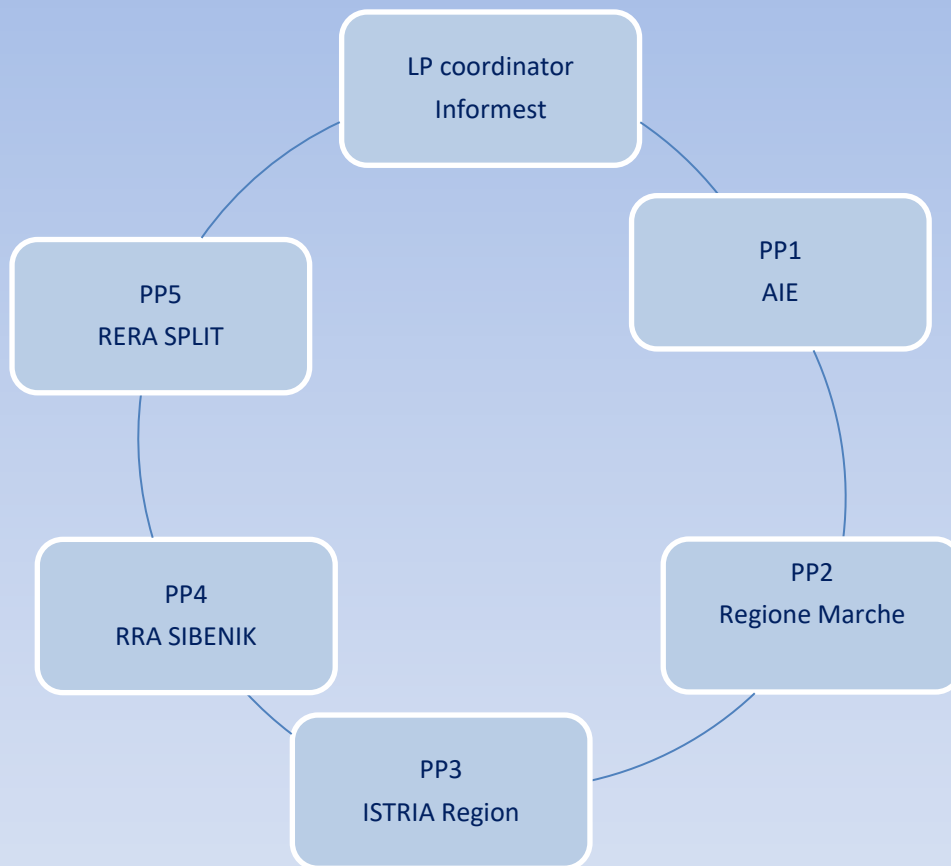 LP coordinator
Informest
PP1
AIE
PP2
Regione Marche
PP3
ISTRIA Region
PP4
RRA SIBENIK
PP5
RERA SPLIT